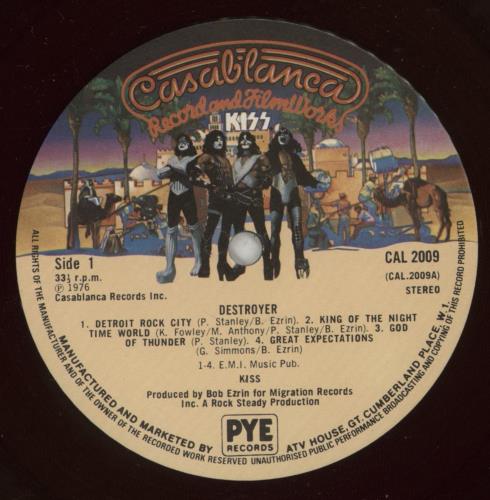 Casablanca
Record and FilmWorks
KISS
Side 1
33⅓ r.p.m.
℗ 1976
Casablanca Records Inc.
CAL 2009
(CAL.2009A)
STEREO
DESTROYER
1. DETROIT ROCK CITY (P. Stanley/B. Ezrin) 2. KING OF THE NIGHT
TIME WORLD (K. Fowley/M. Anthony/P. Stanley/B. Ezrin) 3. GOD
OF THUNDER (P. Stanley) 4. GREAT EXPECTATIONS
(G. Simmons/B. Ezrin)
1-4. E.M.I. Music Pub.
KISS
Produced by Bob Ezrin for Migration Records
Inc. A Rock Steady Production
MANUFACTURED AND MARKETED BY
PYE
RECORDS
ATV HOUSE, GT. CUMBERLAND PLACE, W.1.
ALL RIGHTS OF THE MANUFACTURER AND OF THE OWNER OF THE RECORDED WORK RESERVED UNAUTHORISED PUBLIC PERFORMANCE BROADCASTING AND COPYING OF THIS RECORD PROHIBITED